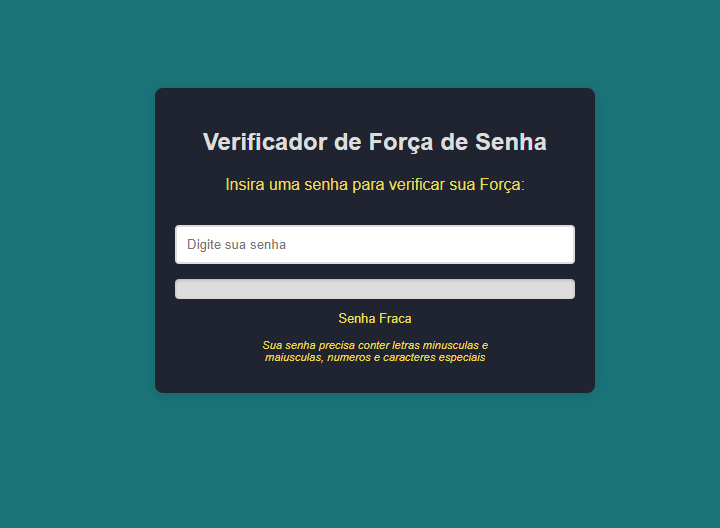 Verificador de Força de Senha
Insira uma senha para verificar sua Força:
Digite sua senha
Senha Fraca
Sua senha precisa conter letras minusculas e
maiusculas, numeros e caracteres especiais